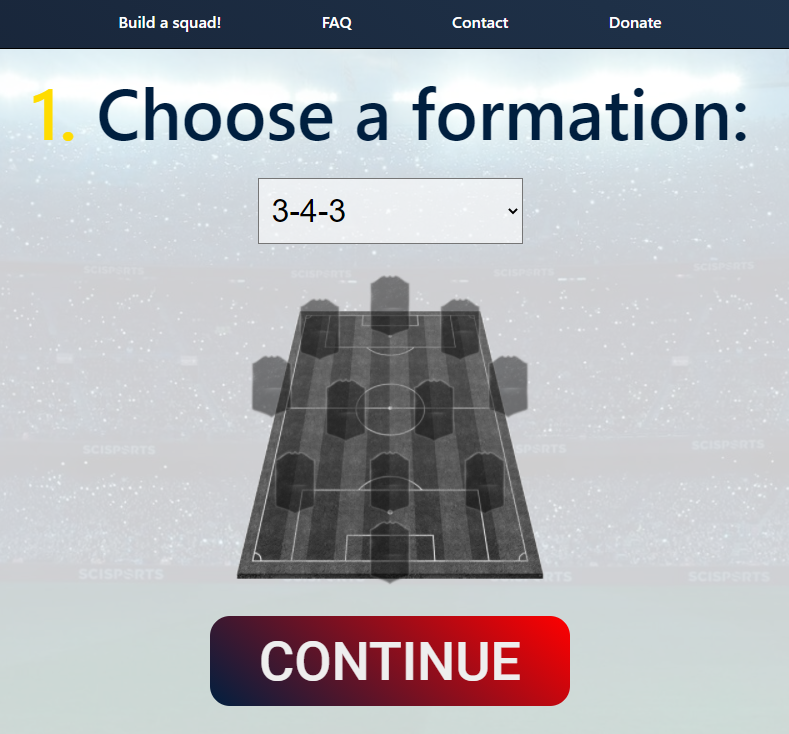 Build a squad! FAQ Contact Donate
1. Choose a formation:
3-4-3
SCISPORTS SCISPORTS SCISPORTS SCISPORTS
SCISPORTS SCISPORTS
SCISPORTS SCISPORTS
CONTINUE